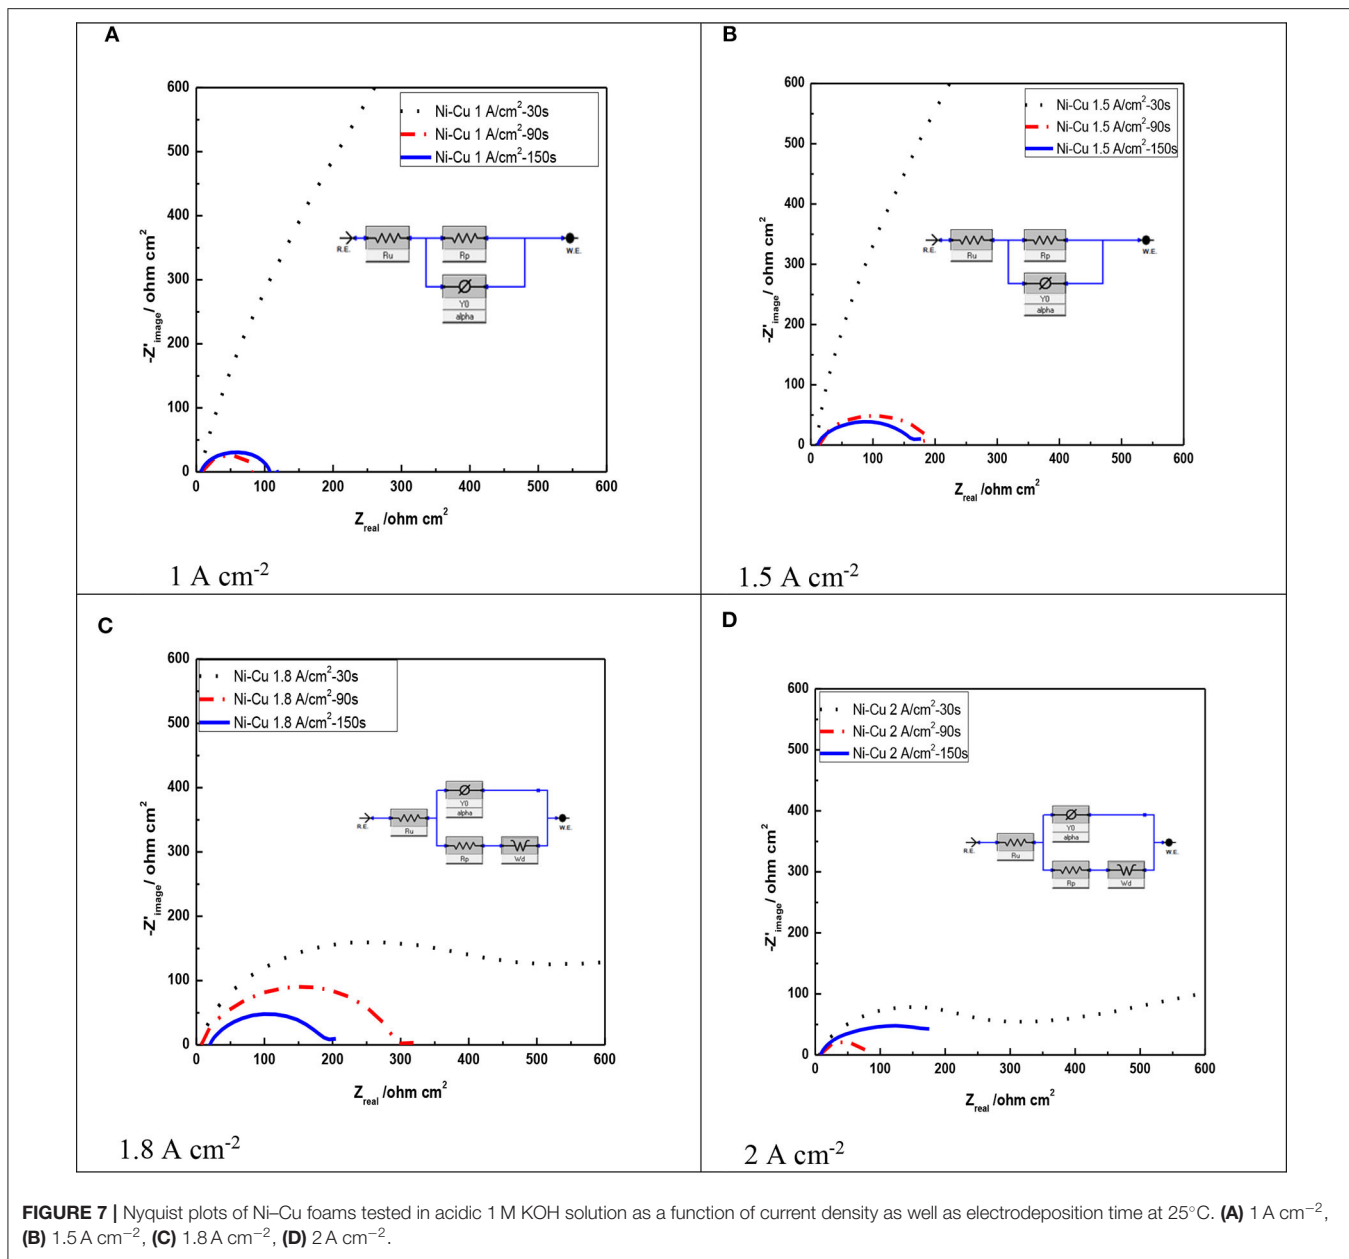 A
600
500
400
300
200
100
0
-Z'image/ ohm cm²
Ni-Cu 1 A/cm²-30s
Ni-Cu 1 A/cm²-90s
Ni-Cu 1 A/cm²-150s
R.E.
Ru
Rp
W.E.
Y0
alpha
0 100 200 300 400 500 600
Zreal /ohm cm²
1 A cm-2
B
600
500
400
300
200
100
0
-Z'image/ ohm cm²
Ni-Cu 1.5 A/cm²-30s
Ni-Cu 1.5 A/cm²-90s
Ni-Cu 1.5 A/cm²-150s
R.E.
Ru
Rp
W.E.
Y0
alpha
0 100 200 300 400 500 600
Zreal /ohm cm²
1.5 A cm-2
C
600
500
400
300
200
100
0
-Z'image/ ohm cm²
Ni-Cu 1.8 A/cm²-30s
Ni-Cu 1.8 A/cm²-90s
Ni-Cu 1.8 A/cm²-150s
Y0
alpha
R.E.
Ru
W.E.
Rp
Wd
0 100 200 300 400 500 600
Zreal /ohm cm²
1.8 A cm-2
D
600
500
400
300
200
100
0
-Z'image/ ohm cm²
Ni-Cu 2 A/cm²-30s
Ni-Cu 2 A/cm²-90s
Ni-Cu 2 A/cm²-150s
Y0
alpha
R.E.
Ru
W.E.
Rp
Wd
0 100 200 300 400 500 600
Zreal /ohm cm²
2 A cm-2
FIGURE 7 | Nyquist plots of Ni–Cu foams tested in acidic 1 M KOH solution as a function of current density as well as electrodeposition time at 25°C. (A) 1 A cm−2,
(B) 1.5 A cm−2, (C) 1.8 A cm−2, (D) 2 A cm−2.